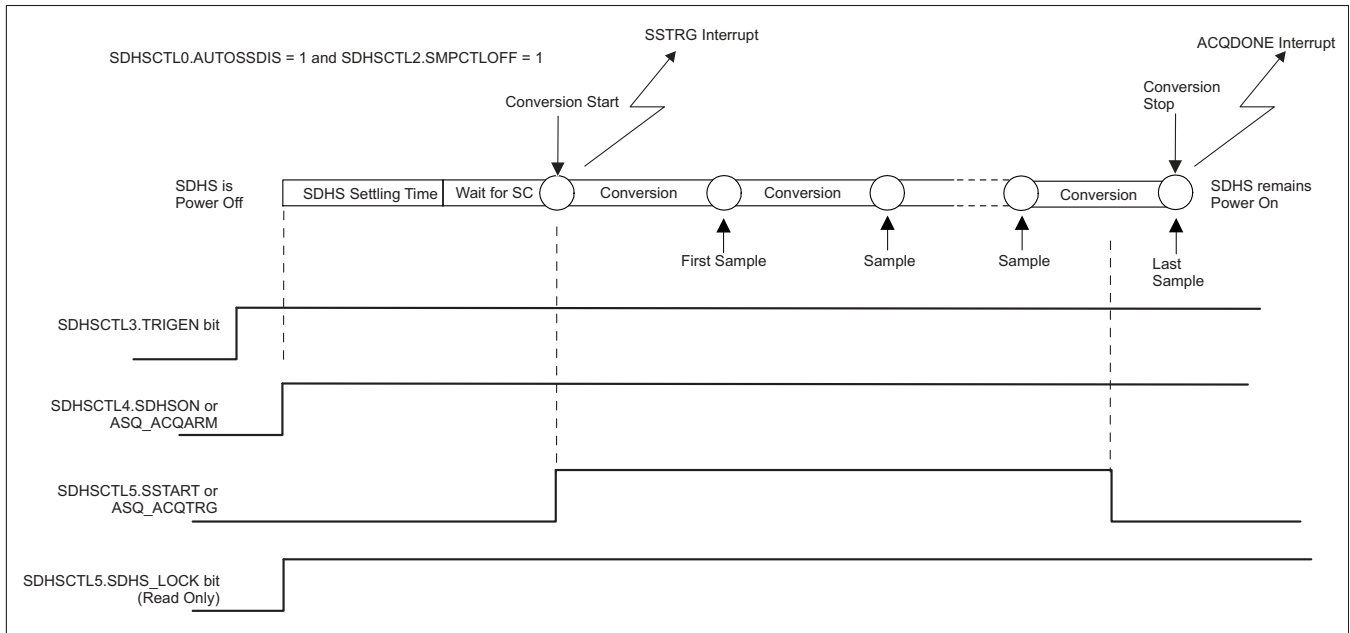 SSTRG Interrupt
ACQDONE Interrupt
SDHSCTL0.AUTOSSDIS = 1 and SDHSCTL2.SMPCTLOFF = 1
Conversion Start
Conversion
Stop
SDHS is
Power Off
SDHS Settling Time
Wait for SC
Conversion
Conversion
Conversion
SDHS remains
Power On
First Sample
Sample
Sample
Last
Sample
SDHSCTL3.TRIGEN bit
SDHSCTL4.SDHSON or
ASQ_ACQARM
SDHSCTL5.SSTART or
ASQ_ACQTRG
SDHSCTL5.SDHS_LOCK bit
(Read Only)